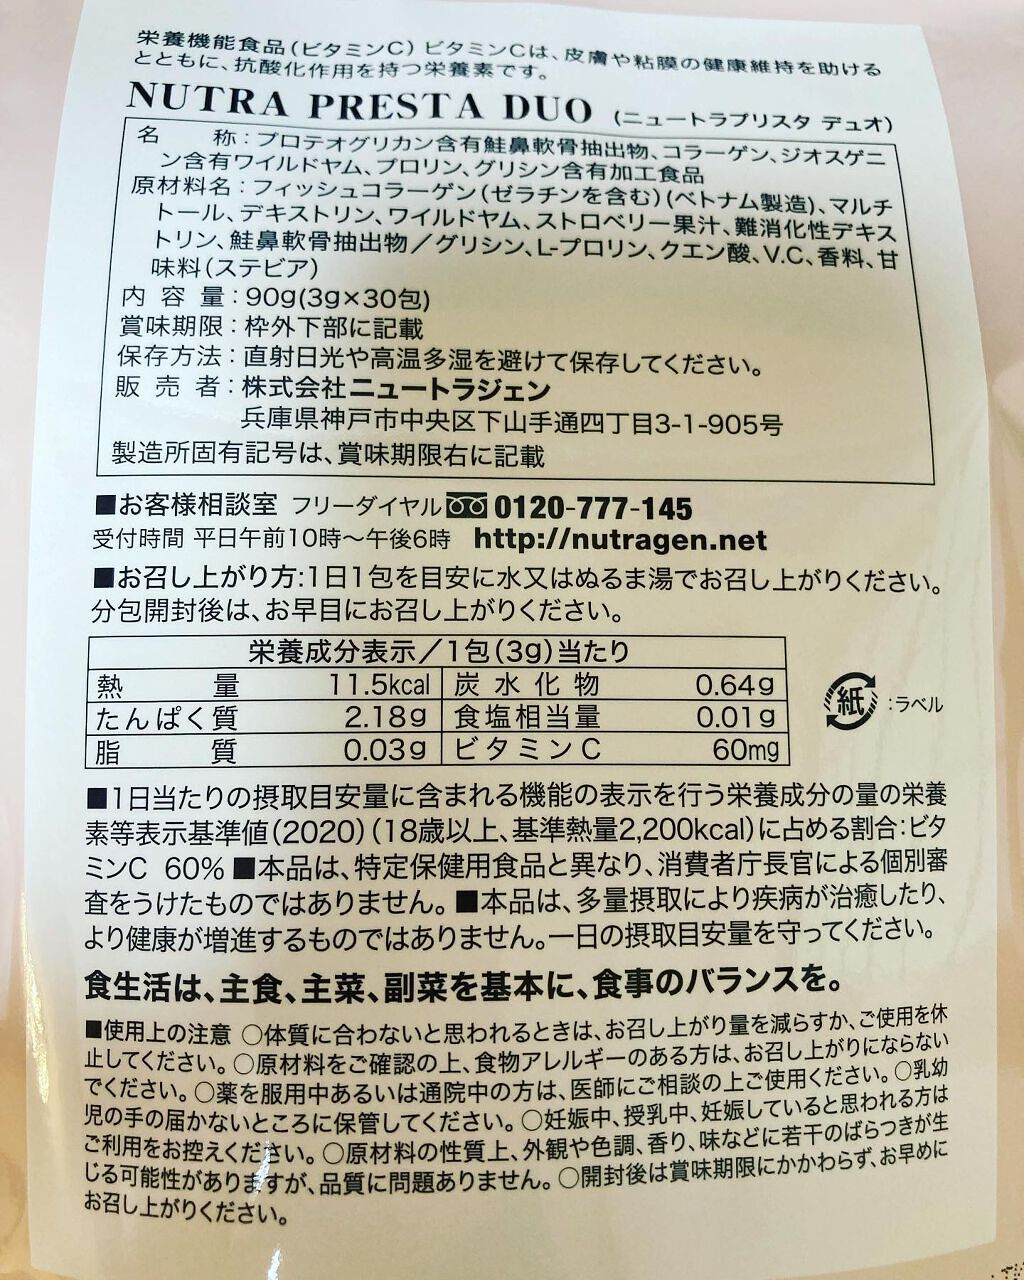 栄養機能食品(ビタミンC) ビタミンCは、皮膚や粘膜の健康維持を助ける
とともに、抗酸化作用を持つ栄養素です。
NUTRA PRESTA DUO (ニュートラプリスタ デュオ)
名 称:プロテオグリカン含有鮭鼻軟骨抽出物、コラーゲン、ジオスゲニ
ン含有ワイルドヤム、プロリン、グリシン含有加工食品
原材料名:フィッシュコラーゲン(ゼラチンを含む)(ベトナム製造)、マルチ
トール、デキストリン、ワイルドヤム、ストロベリー果汁、難消化性デキス
トリン、鮭鼻軟骨抽出物/グリシン、L-プロリン、クエン酸、V.C、香料、甘
味料(ステビア)
内容量:90g(3g×30包)
賞味期限:枠外下部に記載
保存方法:直射日光や高温多湿を避けて保存してください。
販売者:株式会社ニュートラジェン
兵庫県神戸市中央区下山手通四丁目3-1-905号
製造所固有記号は、賞味期限右に記載
■お客様相談室 フリーダイヤル 0120-777-145
受付時間 平日午前10時〜午後6時 http://nutragen.net
■お召し上がり方:1日1包を目安に水又はぬるま湯でお召し上がりください。
分包開封後は、お早目にお召し上がりください。
栄養成分表示/1包(3g)当たり
熱量 11.5kcal 炭水化物 0.64g
たんぱく質 2.18g 食塩相当量 0.01g
脂質 0.03g ビタミンC 60mg
紙 :ラベル
■1日当たりの摂取目安量に含まれる機能の表示を行う栄養成分の量の栄養
素等表示基準値(2020)(18歳以上、基準熱量2,200kcal)に占める割合:ビタ
ミンC 60% ■本品は、特定保健用食品と異なり、消費者庁長官による個別審
査をうけたものではありません。■本品は、多量摂取により疾病が治癒したり、
より健康が増進するものではありません。一日の摂取目安量を守ってください。
食生活は、主食、主菜、副菜を基本に、食事のバランスを。
■使用上の注意 ○体質に合わないと思われるときは、お召し上がり量を減らすか、ご使用を休
止してください。○原材料をご確認の上、食物アレルギーのある方は、お召し上がりにならない
でください。○薬を服用中あるいは通院中の方は、医師にご相談の上ご使用ください。○乳幼
児の手の届かないところに保管してください。○妊娠中、授乳中、妊娠していると思われる方は
ご利用をお控えください。○原材料の性質上、外観や色調、香り、味などに若干のばらつきが生
じる可能性がありますが、品質に問題ありません。○開封後は賞味期限にかかわらず、お早めに
お召し上がりください。